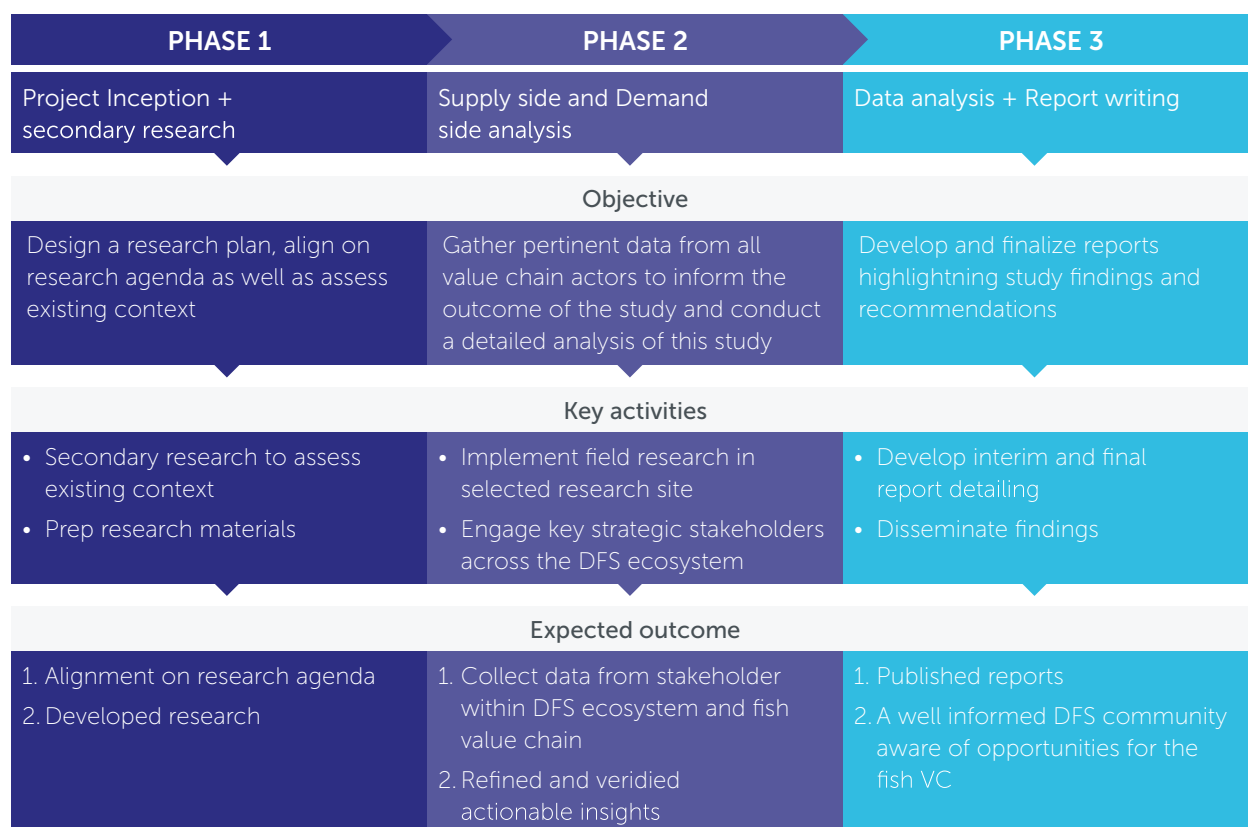 PHASE 1
PHASE 2
PHASE 3
Project Inception +
secondary research
Supply side and Demand
side analysis
Data analysis + Report writing
Objective
Design a research plan, align on
research agenda as well as assess
existing context
Gather pertinent data from all
value chain actors to inform the
outcome of the study and conduct
a detailed analysis of this study
Develop and finalize reports
highlightning study findings and
recommendations
Key activities
• Secondary research to assess
existing context
• Prep research materials
• Implement field research in
selected research site
• Engage key strategic stakeholders
across the DFS ecosystem
• Develop interim and final
report detailing
• Disseminate findings
Expected outcome
1. Alignment on research agenda
2. Developed research
1. Collect data from stakeholder
within DFS ecosystem and fish
value chain
2. Refined and veridied
actionable insights
1. Published reports
2. A well informed DFS community
aware of opportunities for the
fish VC